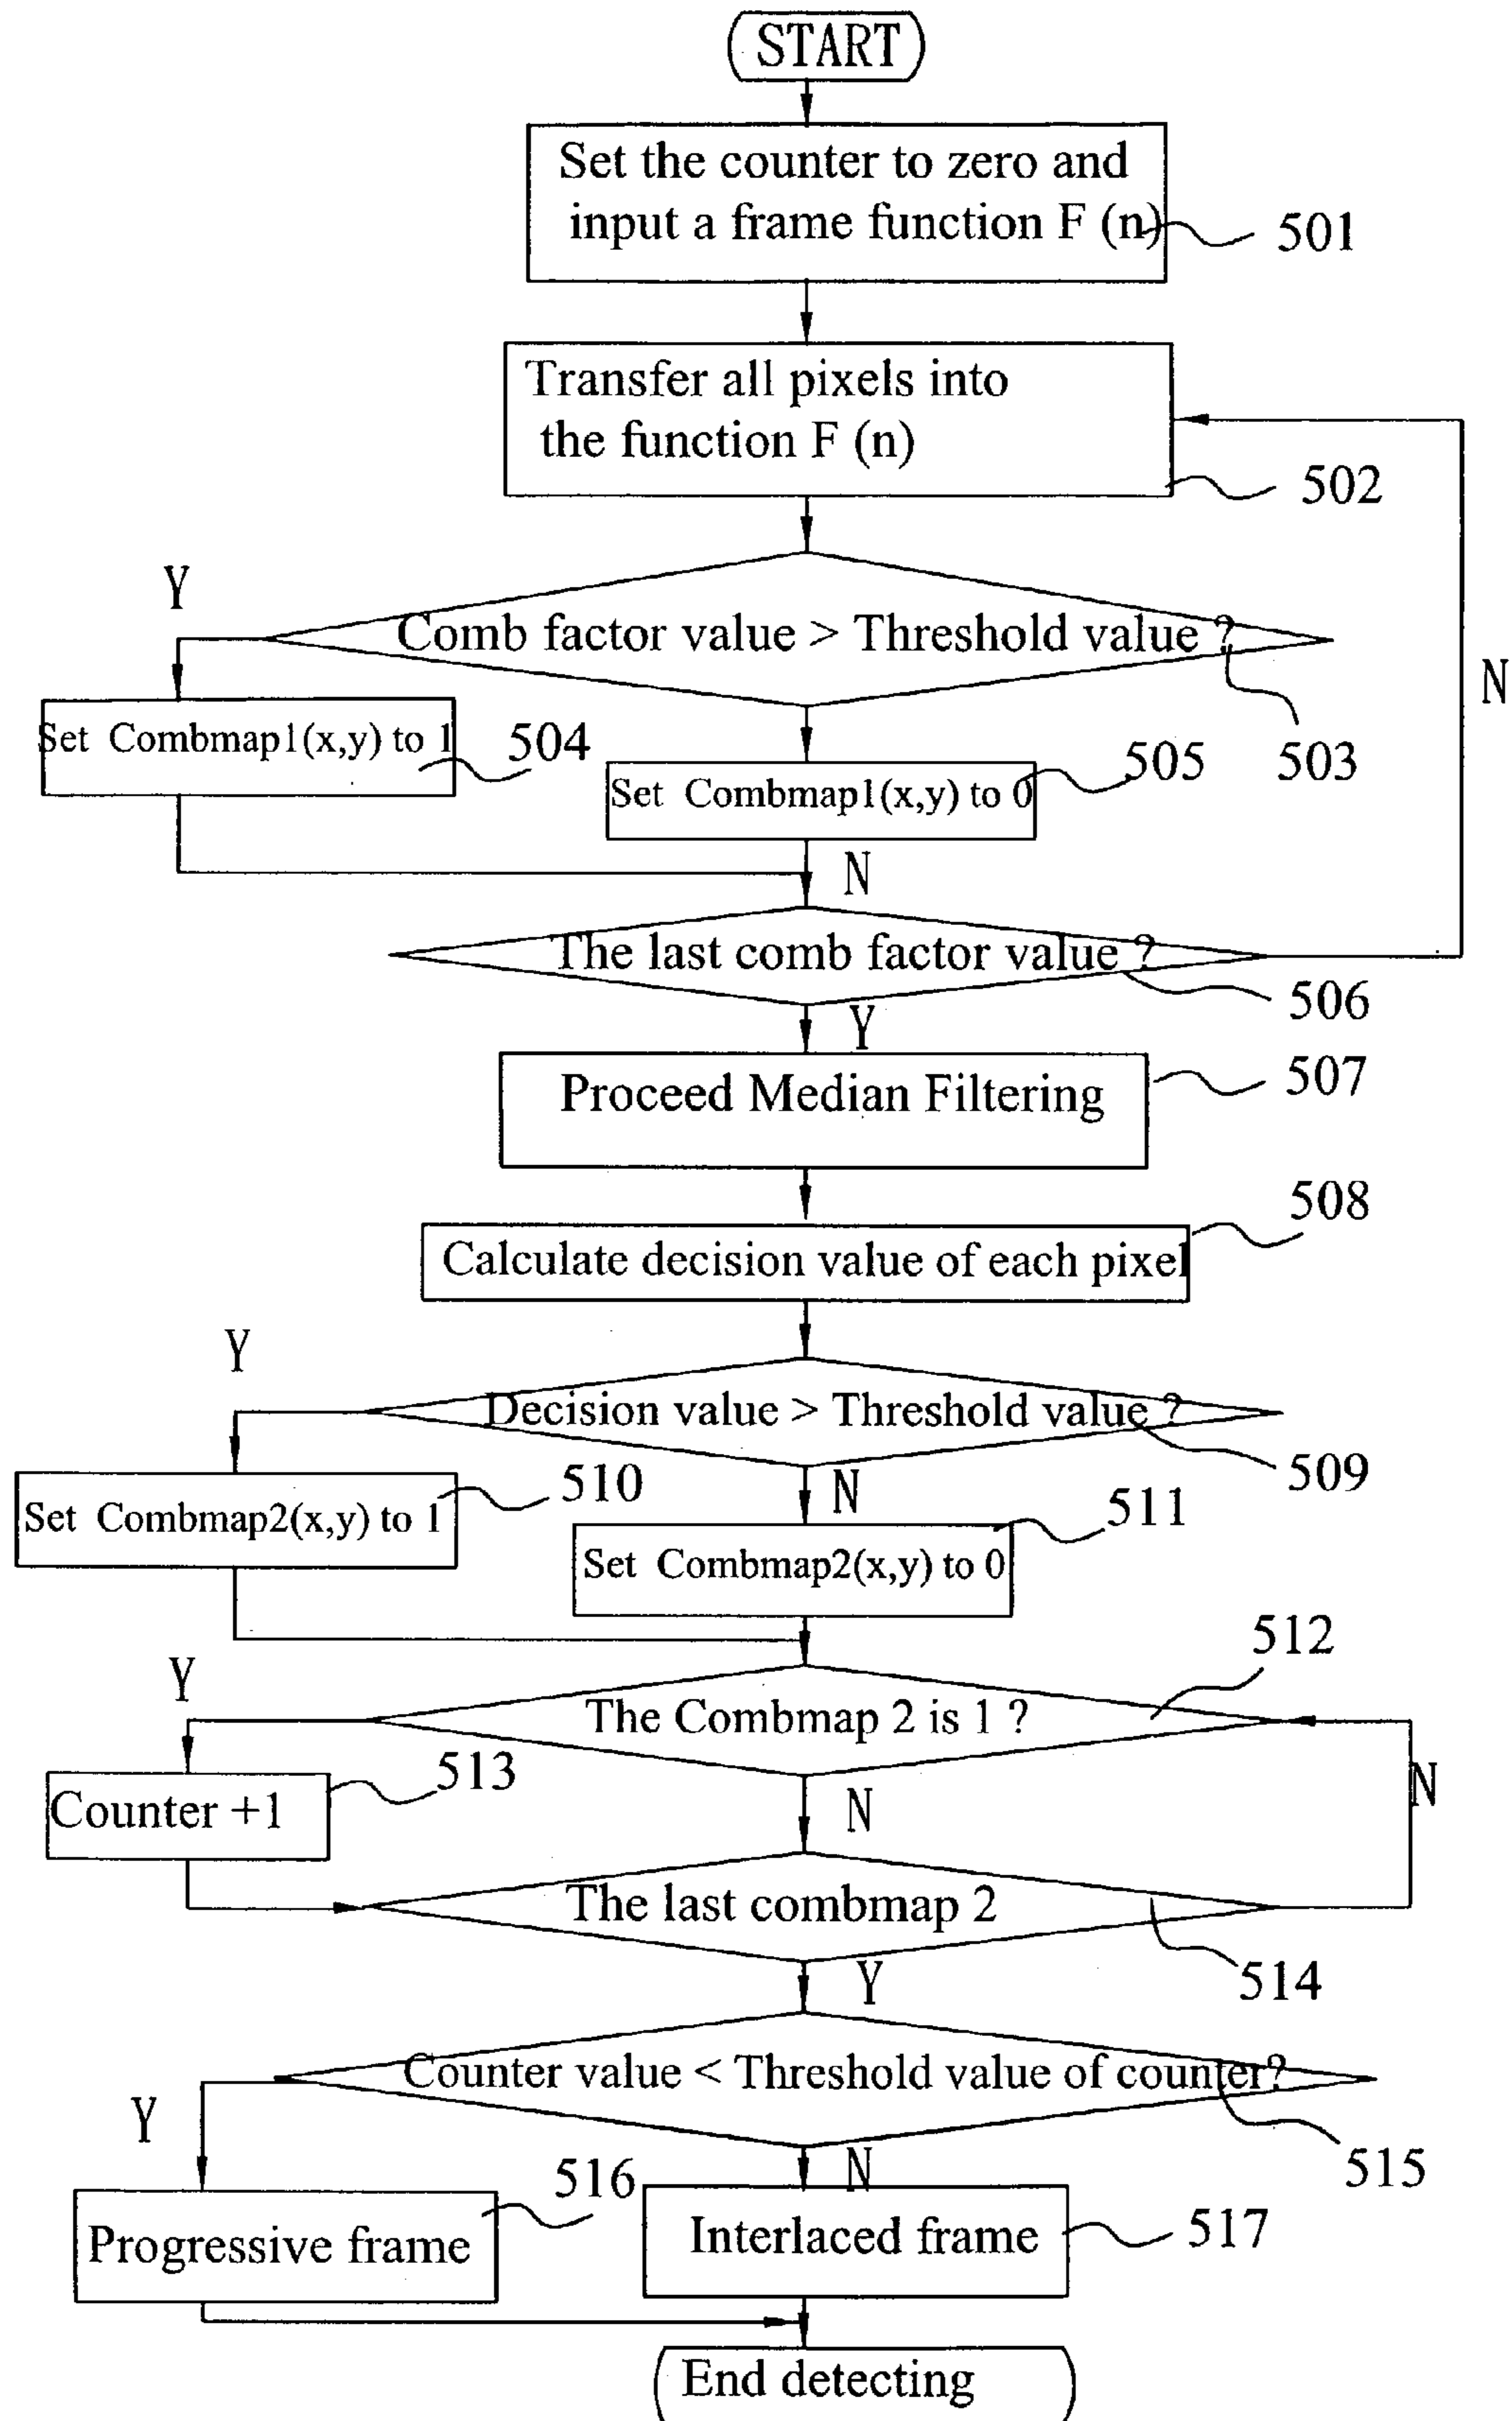 START
Set the counter to zero and
input a frame function F (n)
501
Transfer all pixels into
the function F (n)
502
Y
Comb factor value > Threshold value ?
503
N
Set Combmap1(x,y) to 1
504
Set Combmap1(x,y) to 0
505
N
The last comb factor value ?
506
Y
Proceed Median Filtering
507
Calculate decision value of each pixel
508
Y
Decision value > Threshold value ?
509
N
Set Combmap2(x,y) to 1
510
Set Combmap2(x,y) to 0
511
Y
The Combmap 2 is 1 ?
512
Counter +1
513
N
N
The last combmap 2
514
Y
Counter value < Threshold value of counter?
515
Y
N
Progressive frame
516
Interlaced frame
517
End detecting